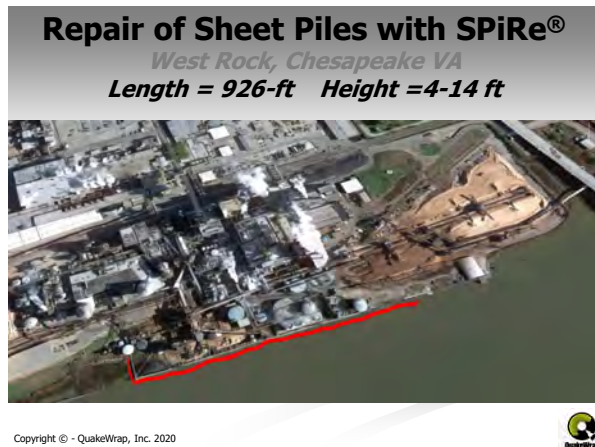 Repair of Sheet Piles with SPiRe®
West Rock, Chesapeake VA
Length = 926-ft Height =4-14 ft
Copyright © - QuakeWrap, Inc. 2020
QuakeWrap